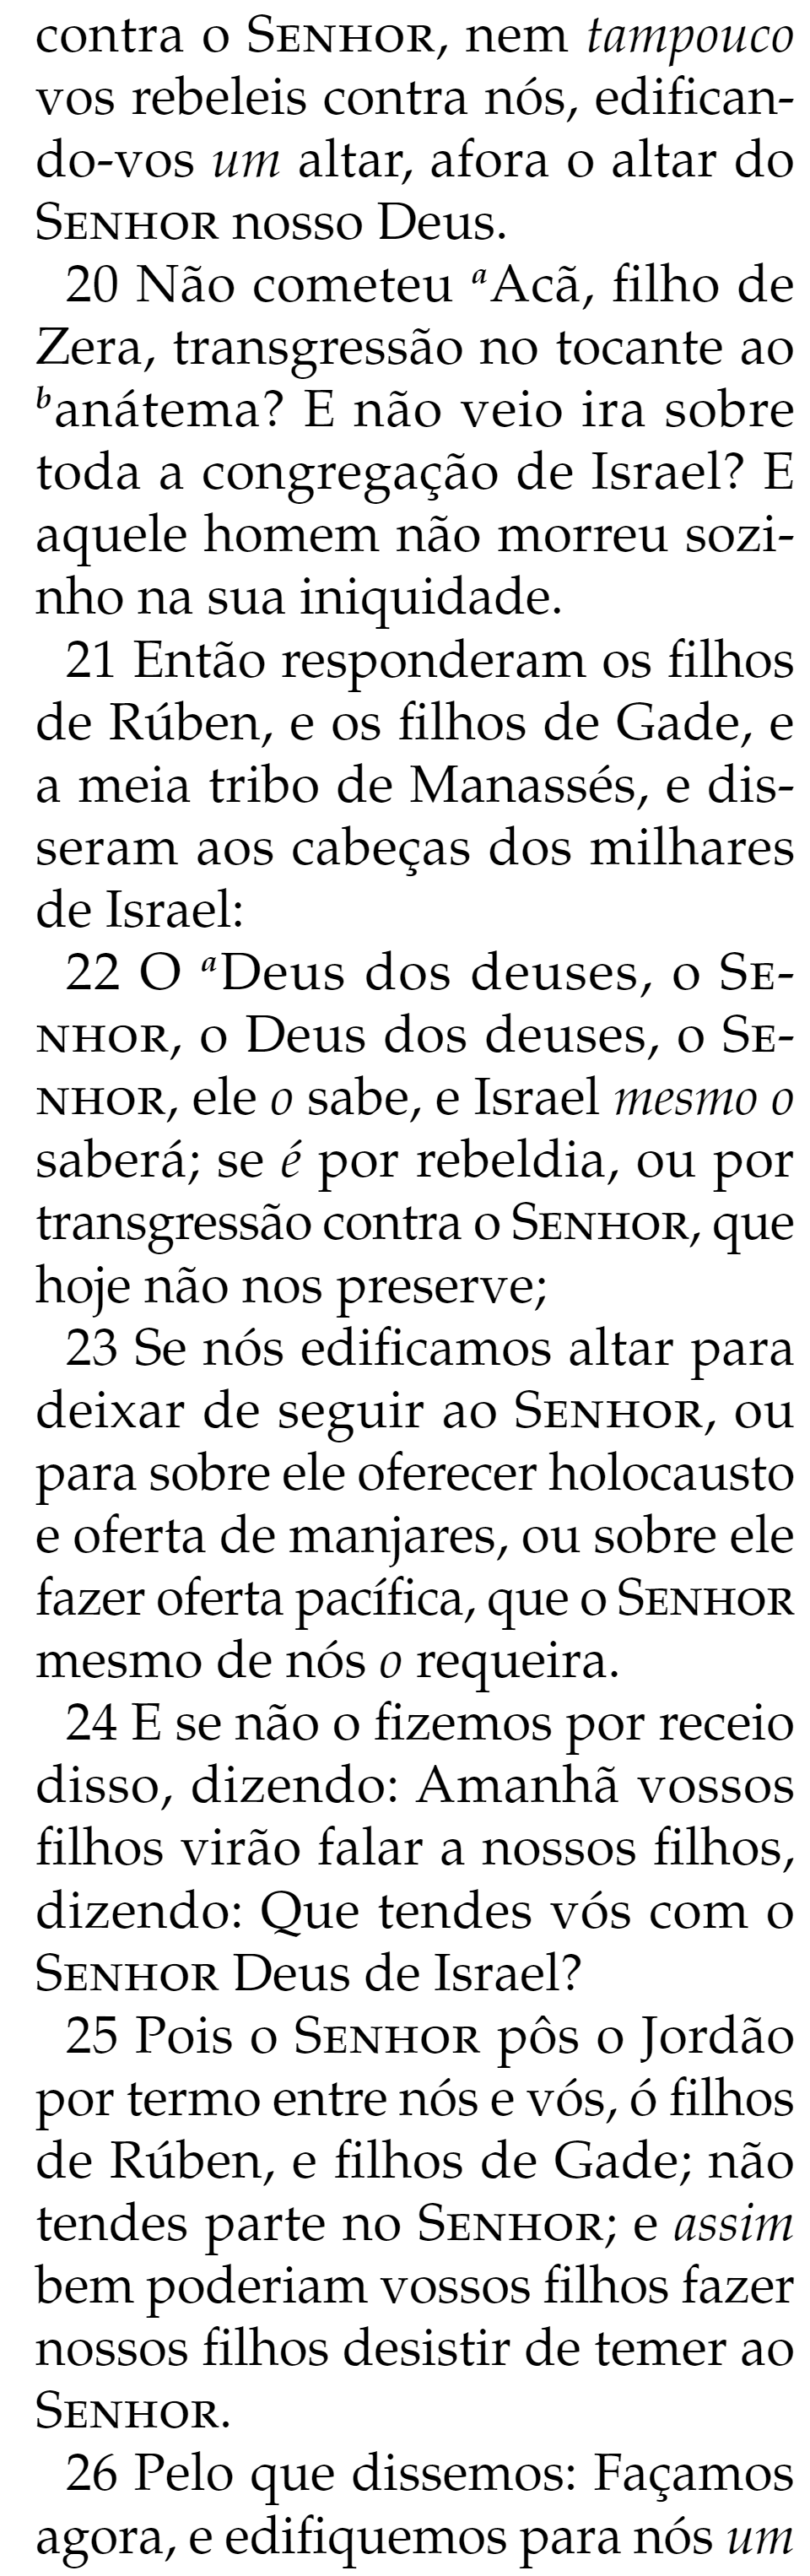 contra o SENHOR, nem tampouco
vos rebeleis contra nós, edifican-
do-vos um altar, afora o altar do
SENHOR nosso Deus.
20 Não cometeu aAcã, filho de
Zera, transgressão no tocante ao
banátema? E não veio ira sobre
toda a congregação de Israel? E
aquele homem não morreu sozi-
nho na sua iniquidade.
21 Então responderam os filhos
de Rúben, e os filhos de Gade, e
a meia tribo de Manassés, e dis-
seram aos cabeças dos milhares
de Israel:
22 O aDeus dos deuses, o SE-
NHOR, o Deus dos deuses, o SE-
NHOR, ele o sabe, e Israel mesmo o
saberá; se é por rebeldia, ou por
transgressão contra o SENHOR, que
hoje não nos preserve;
23 Se nós edificamos altar para
deixar de seguir ao SENHOR, ou
para sobre ele oferecer holocausto
e oferta de manjares, ou sobre ele
fazer oferta pacífica, que o SENHOR
mesmo de nós o requeira.
24 E se não o fizemos por receio
disso, dizendo: Amanhã vossos
filhos virão falar a nossos filhos,
dizendo: Que tendes vós com o
SENHOR Deus de Israel?
25 Pois o SENHOR pôs o Jordão
por termo entre nós e vós, ó filhos
de Rúben, e filhos de Gade; não
tendes parte no SENHOR; e assim
bem poderiam vossos filhos fazer
nossos filhos desistir de temer ao
SENHOR.
26 Pelo que dissemos: Façamos
agora, e edifiquemos para nós um